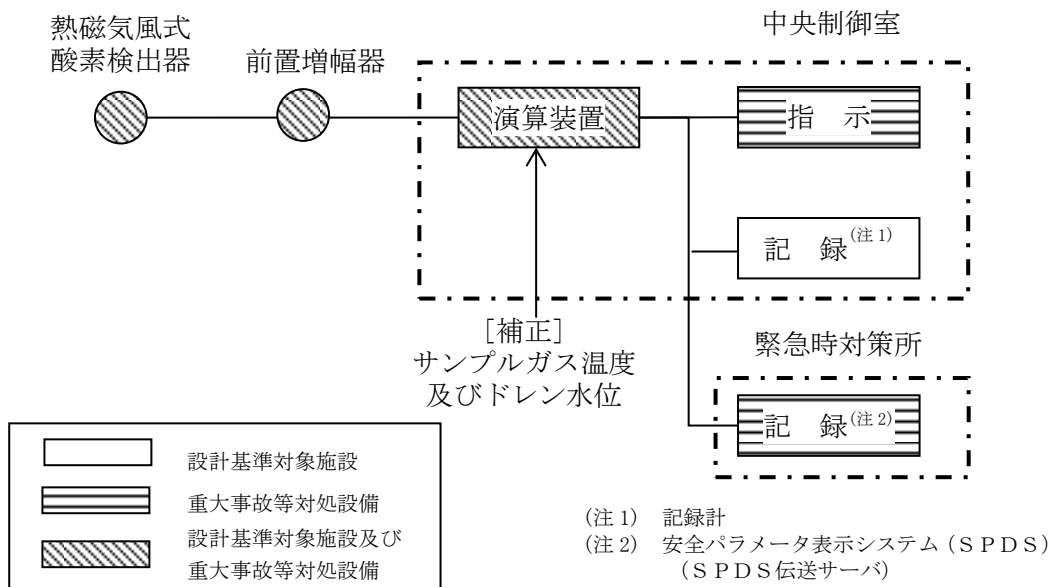 熱磁気風式
酸素検出器
前置増幅器
中央制御室
演算装置
指　示
記　録(注1)
[補正]
サンプルガス温度
及びドレン水位
緊急時対策所
記　録(注2)
設計基準対象施設
重大事故等対処設備
設計基準対象施設及び
重大事故等対処設備
(注1)　記録計
(注2)　安全パラメータ表示システム（ＳＰＤＳ）
（ＳＰＤＳ伝送サーバ）